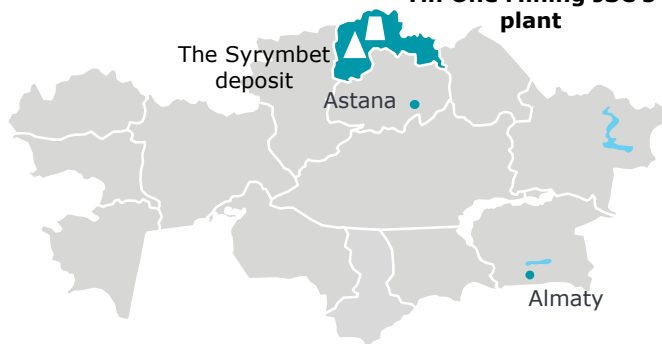 plant
The Syrymbet
deposit
Astana
Almaty